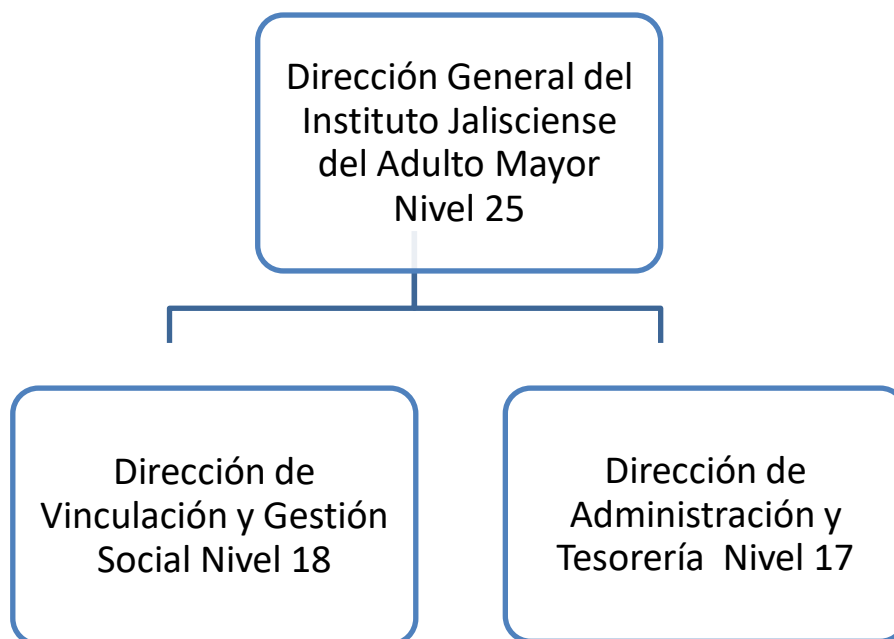 Dirección General del
Instituto Jalisciense
del Adulto Mayor
Nivel 25
Dirección de
Vinculación y Gestión
Social Nivel 18
Dirección de
Administración y
Tesorería  Nivel 17